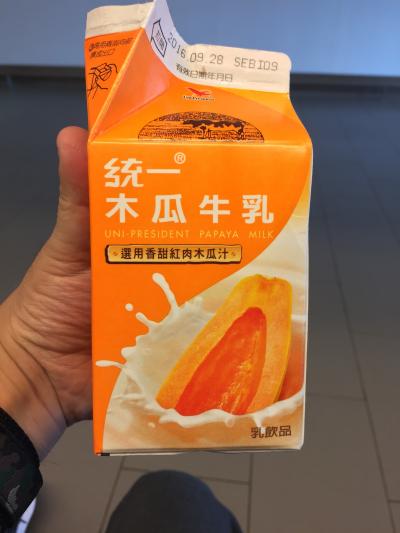 2016 09.28 SEBI09
有效日期年月日
統一®
木瓜牛乳
UNI-PRESIDENT PAPAYA MILK
選用香甜紅肉木瓜汁
乳飲品